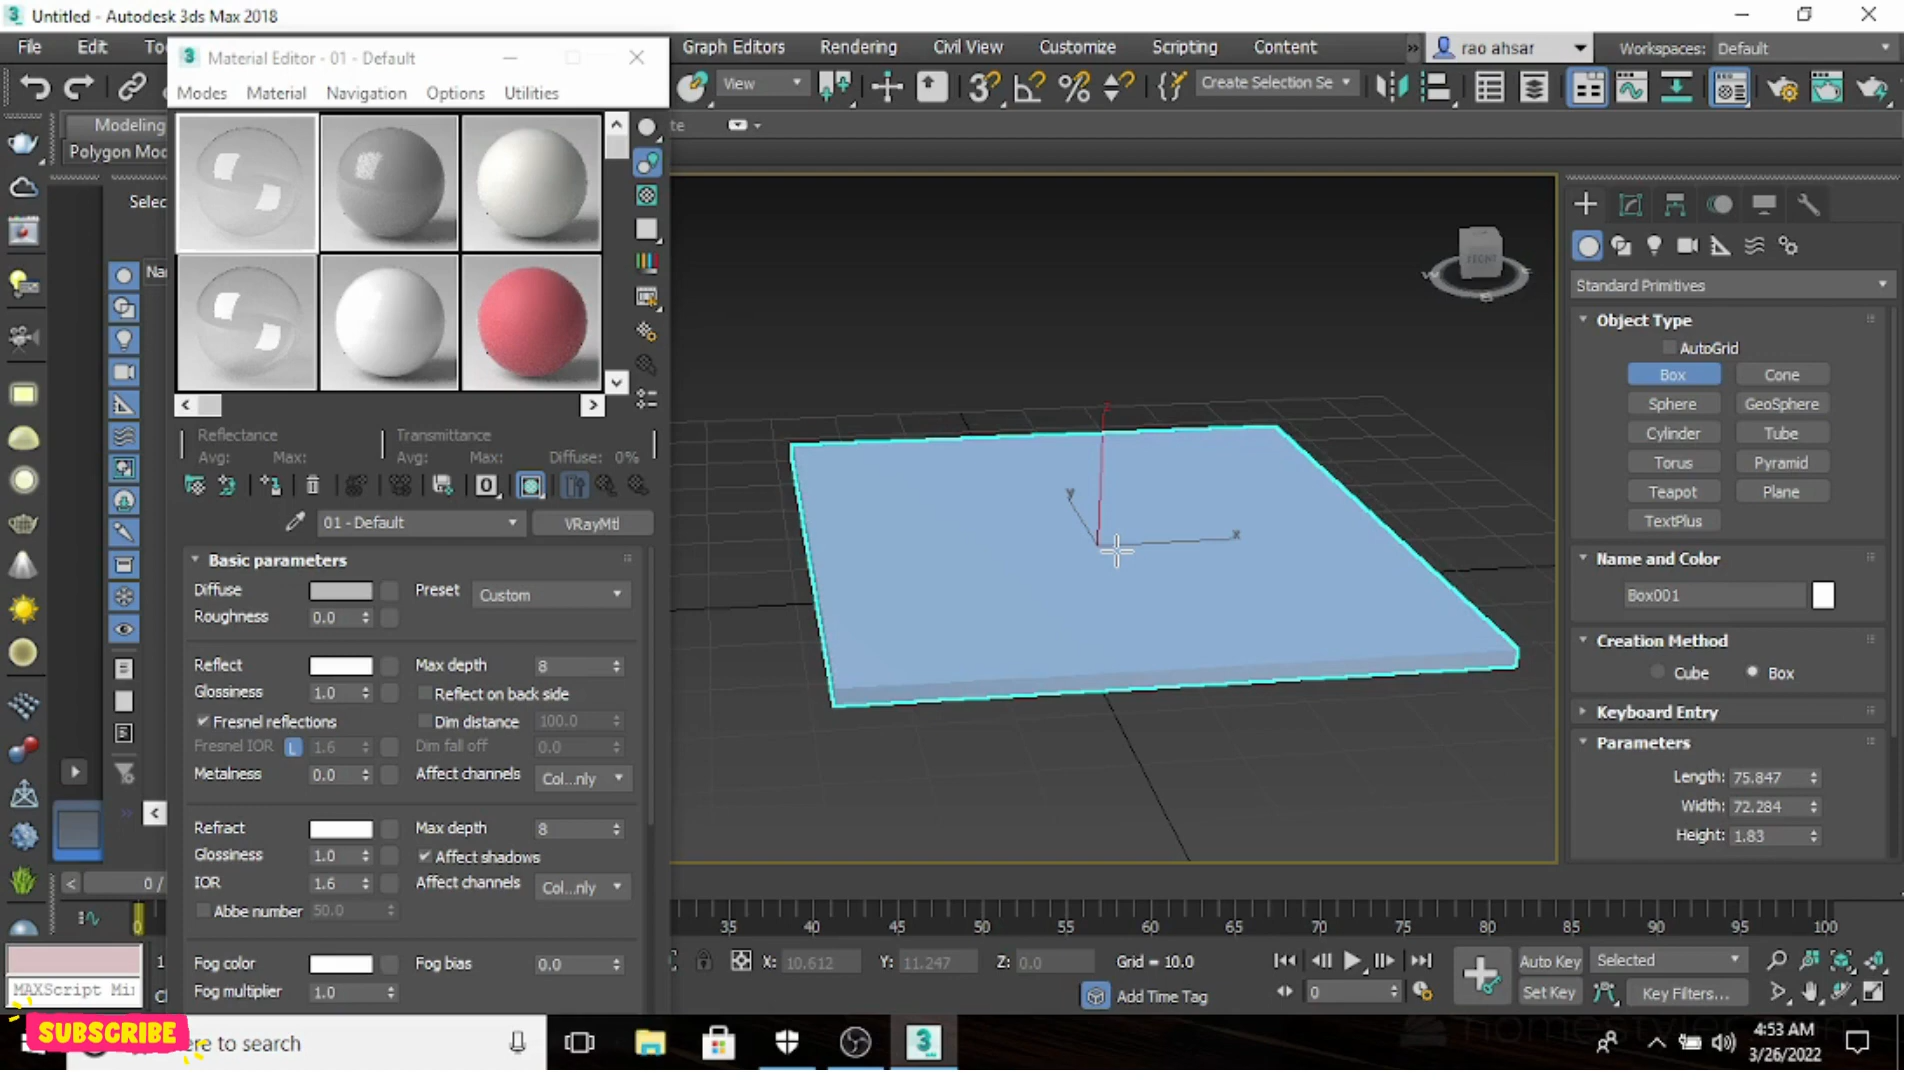 Untitled - Autodesk 3ds Max 2018
File Edit To
Graph Editors Rendering Civil View Customize Scripting Content
rao ahsar
Workspaces: Default
Material Editor - 01 - Default
Modes Material Navigation Options Utilities
View
Create Selection Se
Modeling
Polygon Mod
Selec
Na
Reflectance
Avg: Max:
Transmittance
Avg: Max: Diffuse: 0%
01 - Default
VRayMtl
Basic parameters
Diffuse
Preset Custom
Roughness 0.0
Reflect
Max depth 8
Glossiness 1.0
Reflect on back side
Fresnel reflections
Dim distance 100.0
Fresnel IOR L 1.6
Dim fall off 0.0
Metalness 0.0
Affect channels Col...nly
Refract
Max depth 8
Glossiness 1.0
Affect shadows
IOR 1.6
Affect channels Col...nly
Abbe number 50.0
Fog color
Fog bias 0.0
Fog multiplier 1.0
FRONT
z
y
x
Standard Primitives
Object Type
AutoGrid
Box Cone
Sphere GeoSphere
Cylinder Tube
Torus Pyramid
Teapot Plane
TextPlus
Name and Color
Box001
Creation Method
Cube Box
Keyboard Entry
Parameters
Length: 75.847
Width: 72.284
Height: 1.83
0 /
0
35 40 45 50 55 60 65 70 75 80 85 90 95 100
X: 10.612 Y: 11.247 Z: 0.0 Grid = 10.0
Add Time Tag
0
Auto Key Selected
Set Key Key Filters...
MAXScript Mi
SUBSCRIBE
ere to search
4:53 AM
3/26/2022